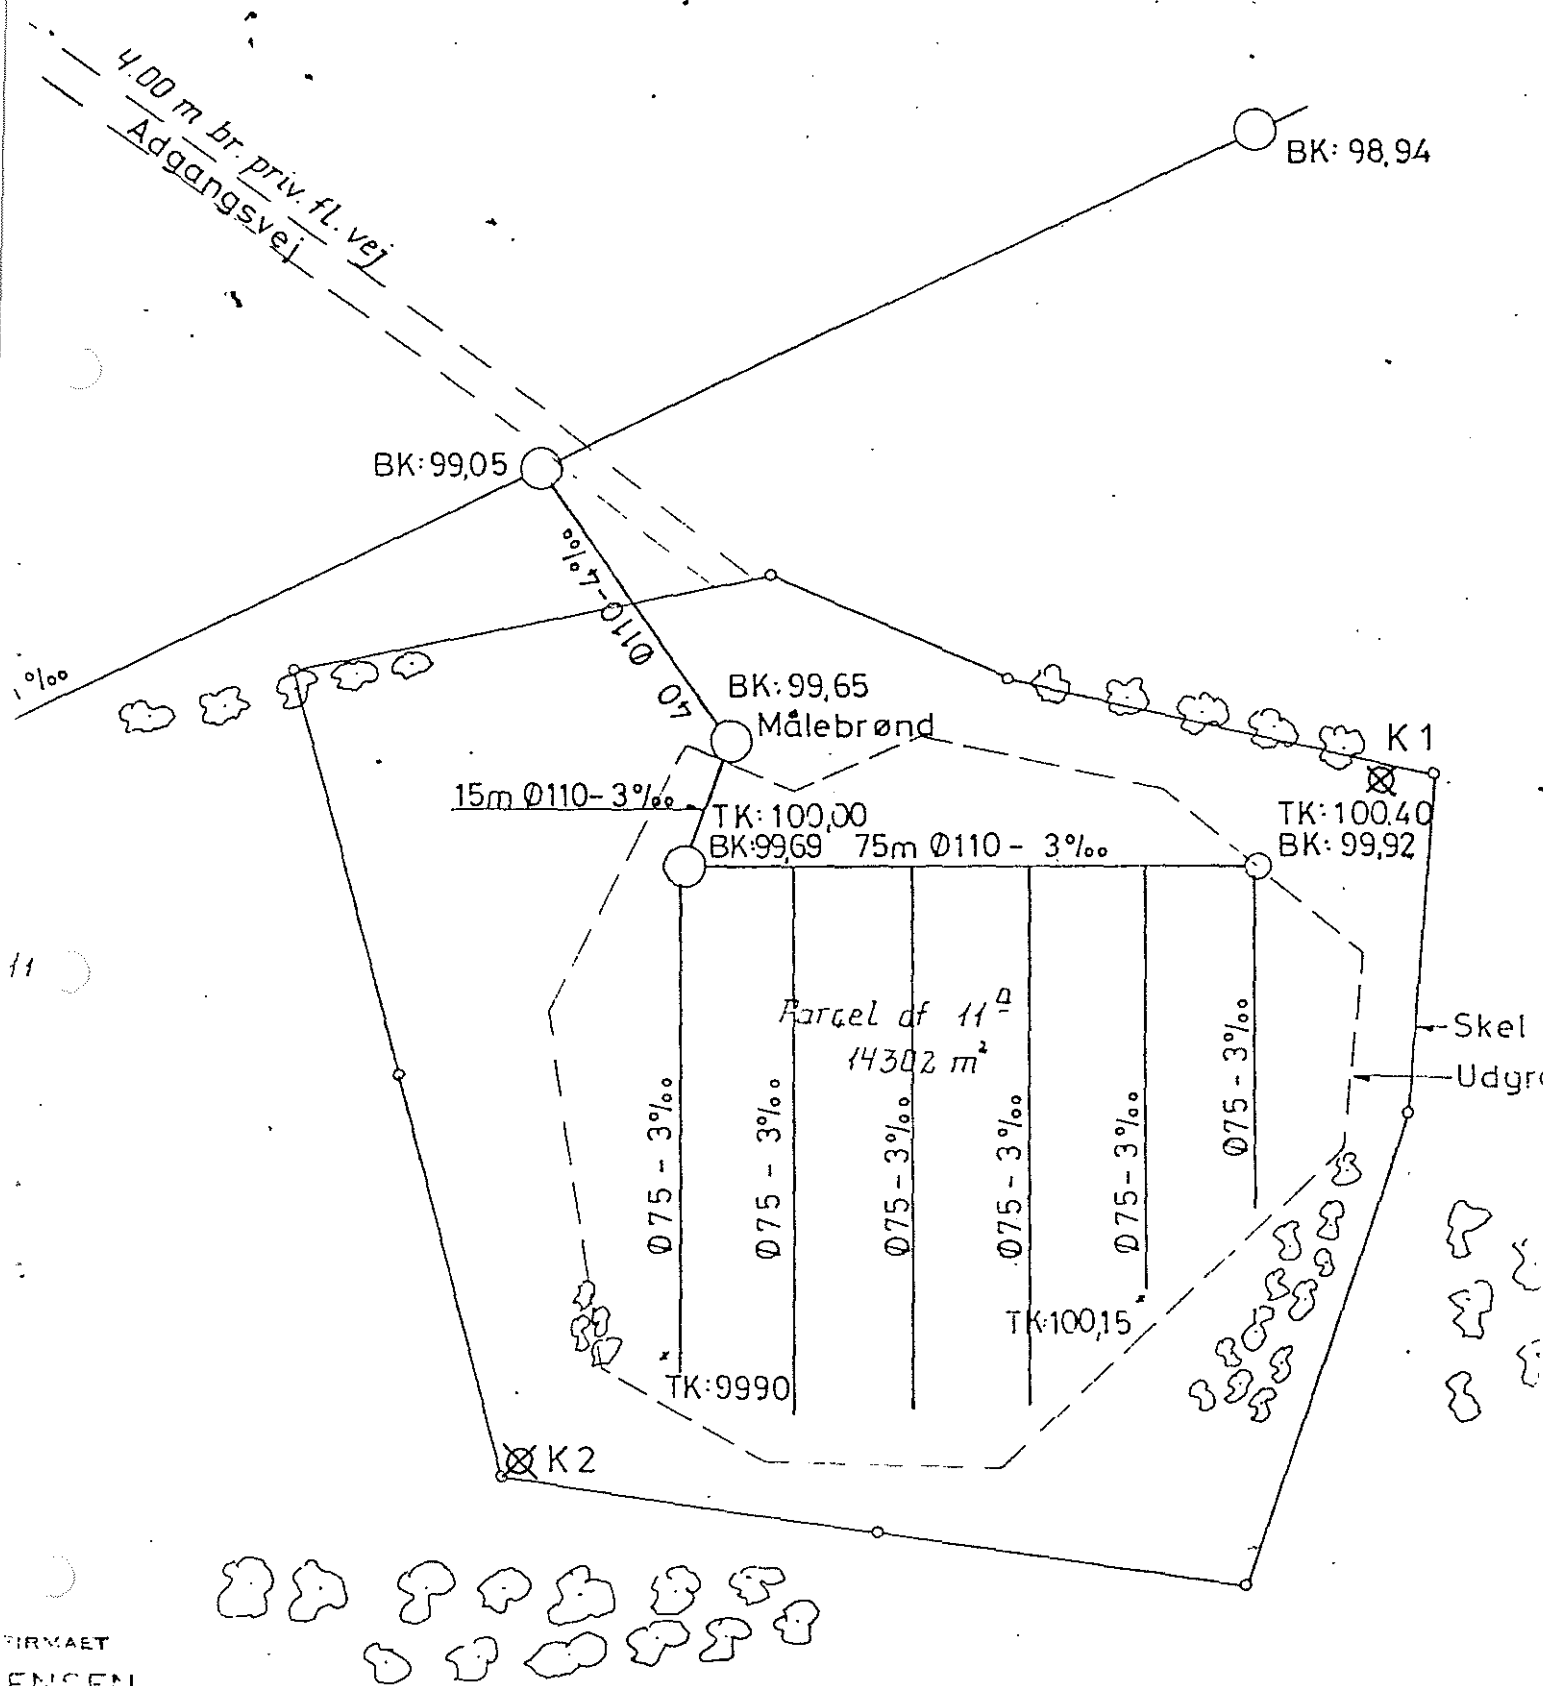 4.00 m br. priv. fl. vej
Adgangsvej
BK: 98,94
BK: 99,05
Ø110-4‰
40
‰
BK: 99,65
Målebrønd
K1
15m Ø110-3‰
TK: 100,00
BK: 99,69
75m Ø110 - 3‰
TK: 100.40
BK: 99,92
11
Parcel af 11ª
14302 m²
Skel
Ø75 - 3‰
Ø75 - 3‰
Ø75 - 3‰
Ø75 - 3‰
Ø75 - 3‰
Ø75 - 3‰
TK: 100,15
TK: 9990
K2